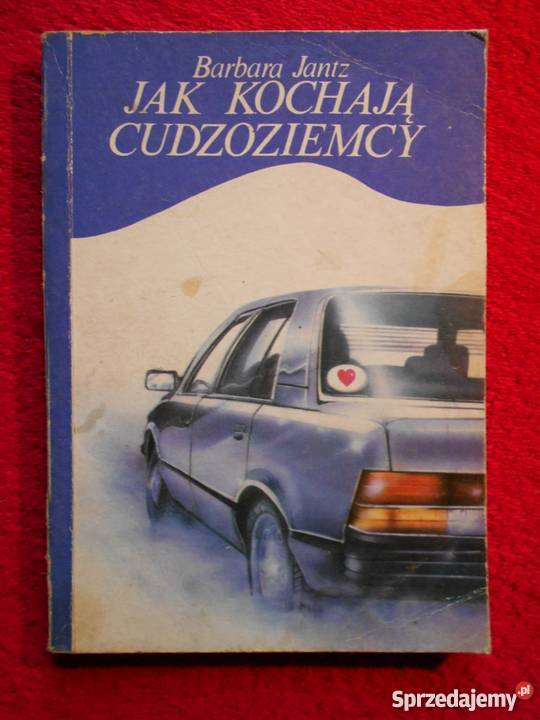 Barbara Jantz
JAK KOCHAJĄ
CUDZOZIEMCY
Sprzedajemy.pl